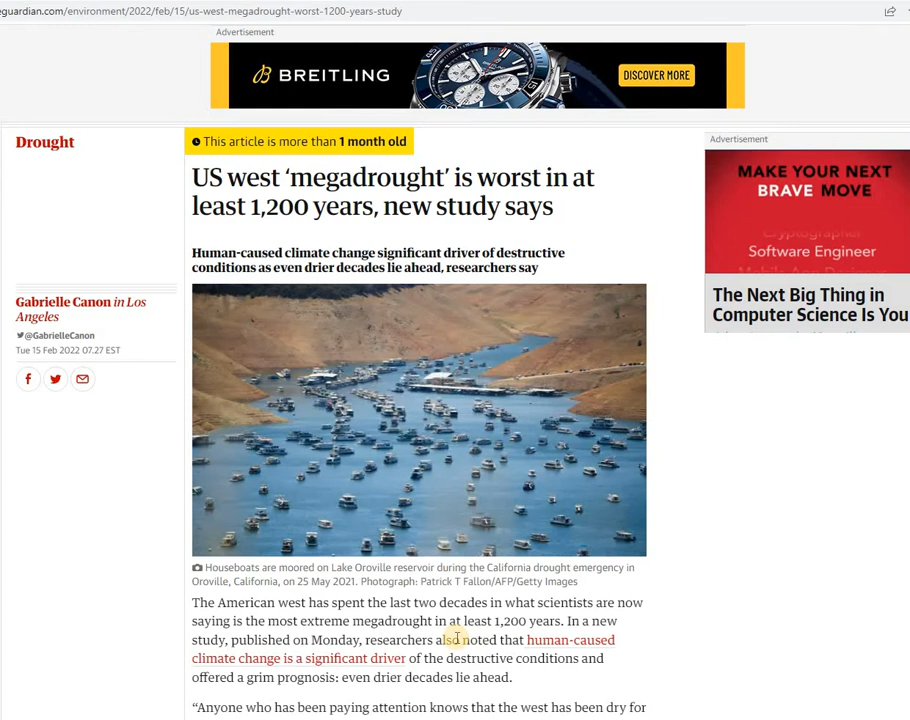 eguardian.com/environment/2022/feb/15/us-west-megadrought-worst-1200-years-study
Advertisement
BREITLING
DISCOVER MORE
Drought
This article is more than 1 month old
US west ‘megadrought’ is worst in at
least 1,200 years, new study says
Human-caused climate change significant driver of destructive
conditions as even drier decades lie ahead, researchers say
Gabrielle Canon in Los
Angeles
@GabrielleCanon
Tue 15 Feb 2022 07.27 EST
Houseboats are moored on Lake Oroville reservoir during the California drought emergency in
Oroville, California, on 25 May 2021. Photograph: Patrick T Fallon/AFP/Getty Images
The American west has spent the last two decades in what scientists are now
saying is the most extreme megadrought in at least 1,200 years. In a new
study, published on Monday, researchers also noted that human-caused
climate change is a significant driver of the destructive conditions and
offered a grim prognosis: even drier decades lie ahead.
“Anyone who has been paying attention knows that the west has been dry for
Advertisement
MAKE YOUR NEXT
BRAVE MOVE
Cryptographer
Software Engineer
The Next Big Thing in
Computer Science Is You